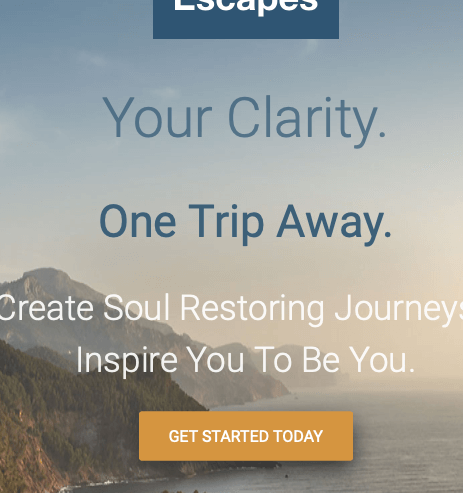 Escapes
Your Clarity.
One Trip Away.
Create Soul Restoring Journeys
Inspire You To Be You.
GET STARTED TODAY